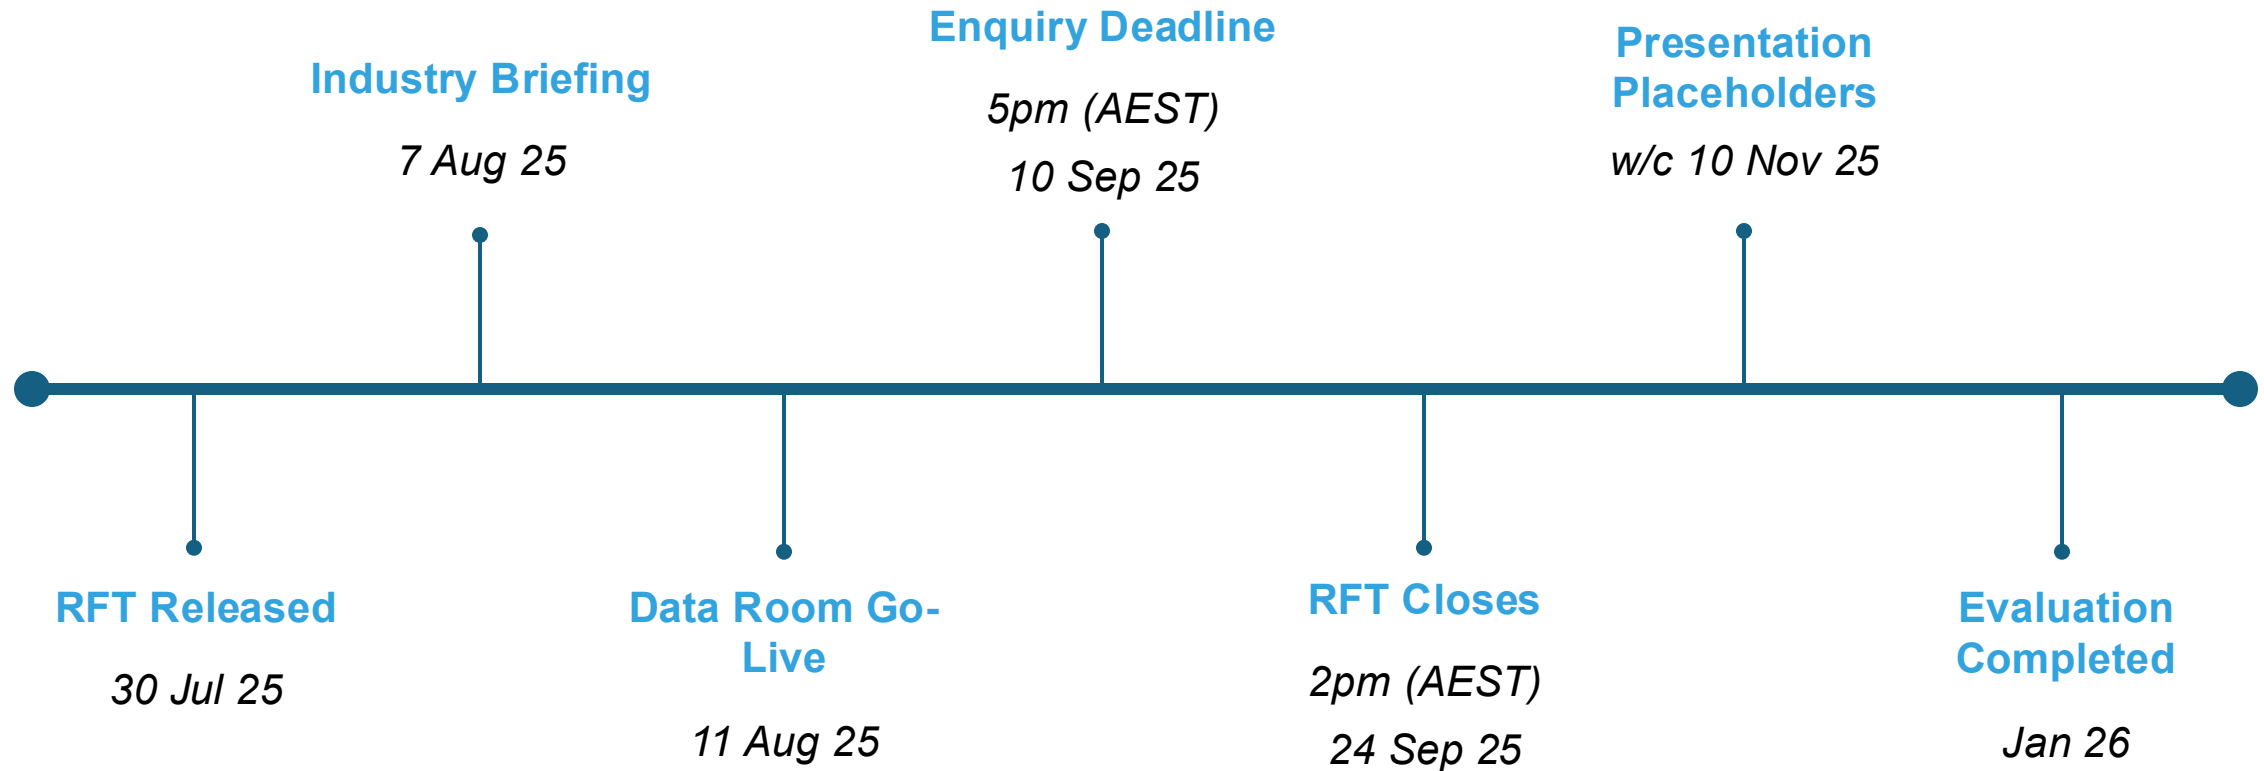 RFT Released
30 Jul 25
Industry Briefing
7 Aug 25
Data Room Go-
Live
11 Aug 25
Enquiry Deadline
5pm (AEST)
10 Sep 25
RFT Closes
2pm (AEST)
24 Sep 25
Presentation
Placeholders
w/c 10 Nov 25
Evaluation
Completed
Jan 26